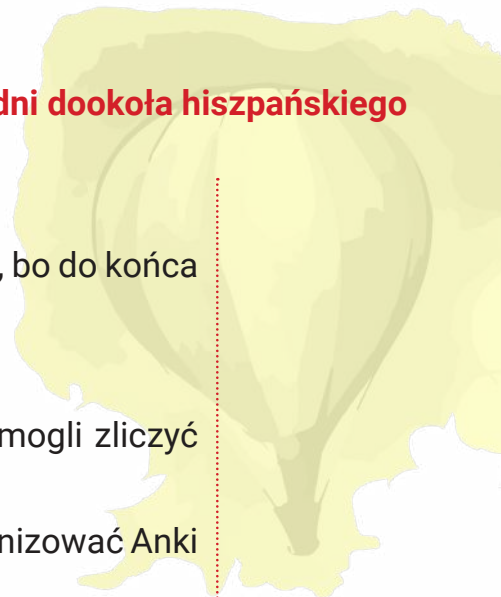 dni dookoła hiszpańskiego
, bo do końca
mogli zliczyć
nizować Anki